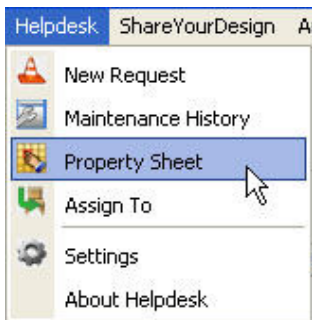 Helpdesk ShareYourDesign A
New Request
Maintenance History
Property Sheet
Assign To
Settings
About Helpdesk